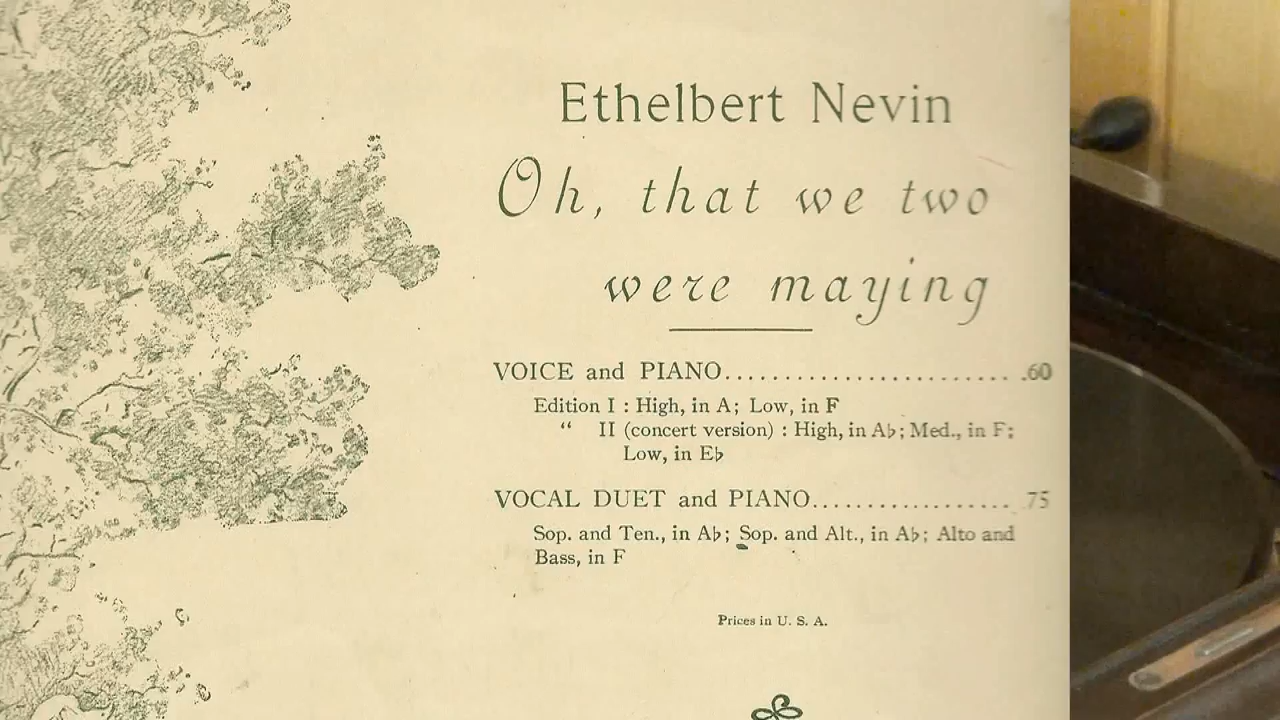 Ethelbert Nevin
Oh, that we two
were maying
VOICE and PIANO........................ .60
Edition I : High, in A; Low, in F
“ II (concert version) : High, in A♭; Med., in F;
Low, in E♭
VOCAL DUET and PIANO.................. .75
Sop. and Ten., in A♭; Sop. and Alt., in A♭; Alto and
Bass, in F
Prices in U. S. A.